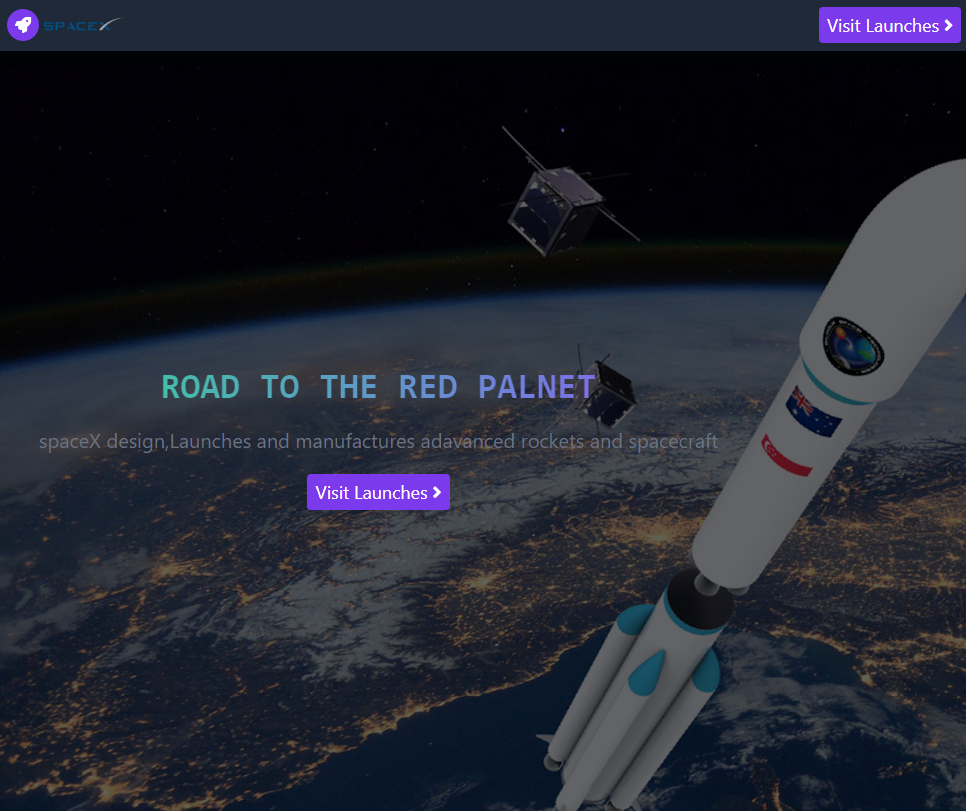 SPACEX
Visit Launches
ROAD TO THE RED PALNET
spaceX design,Launches and manufactures adavanced rockets and spacecraft
Visit Launches